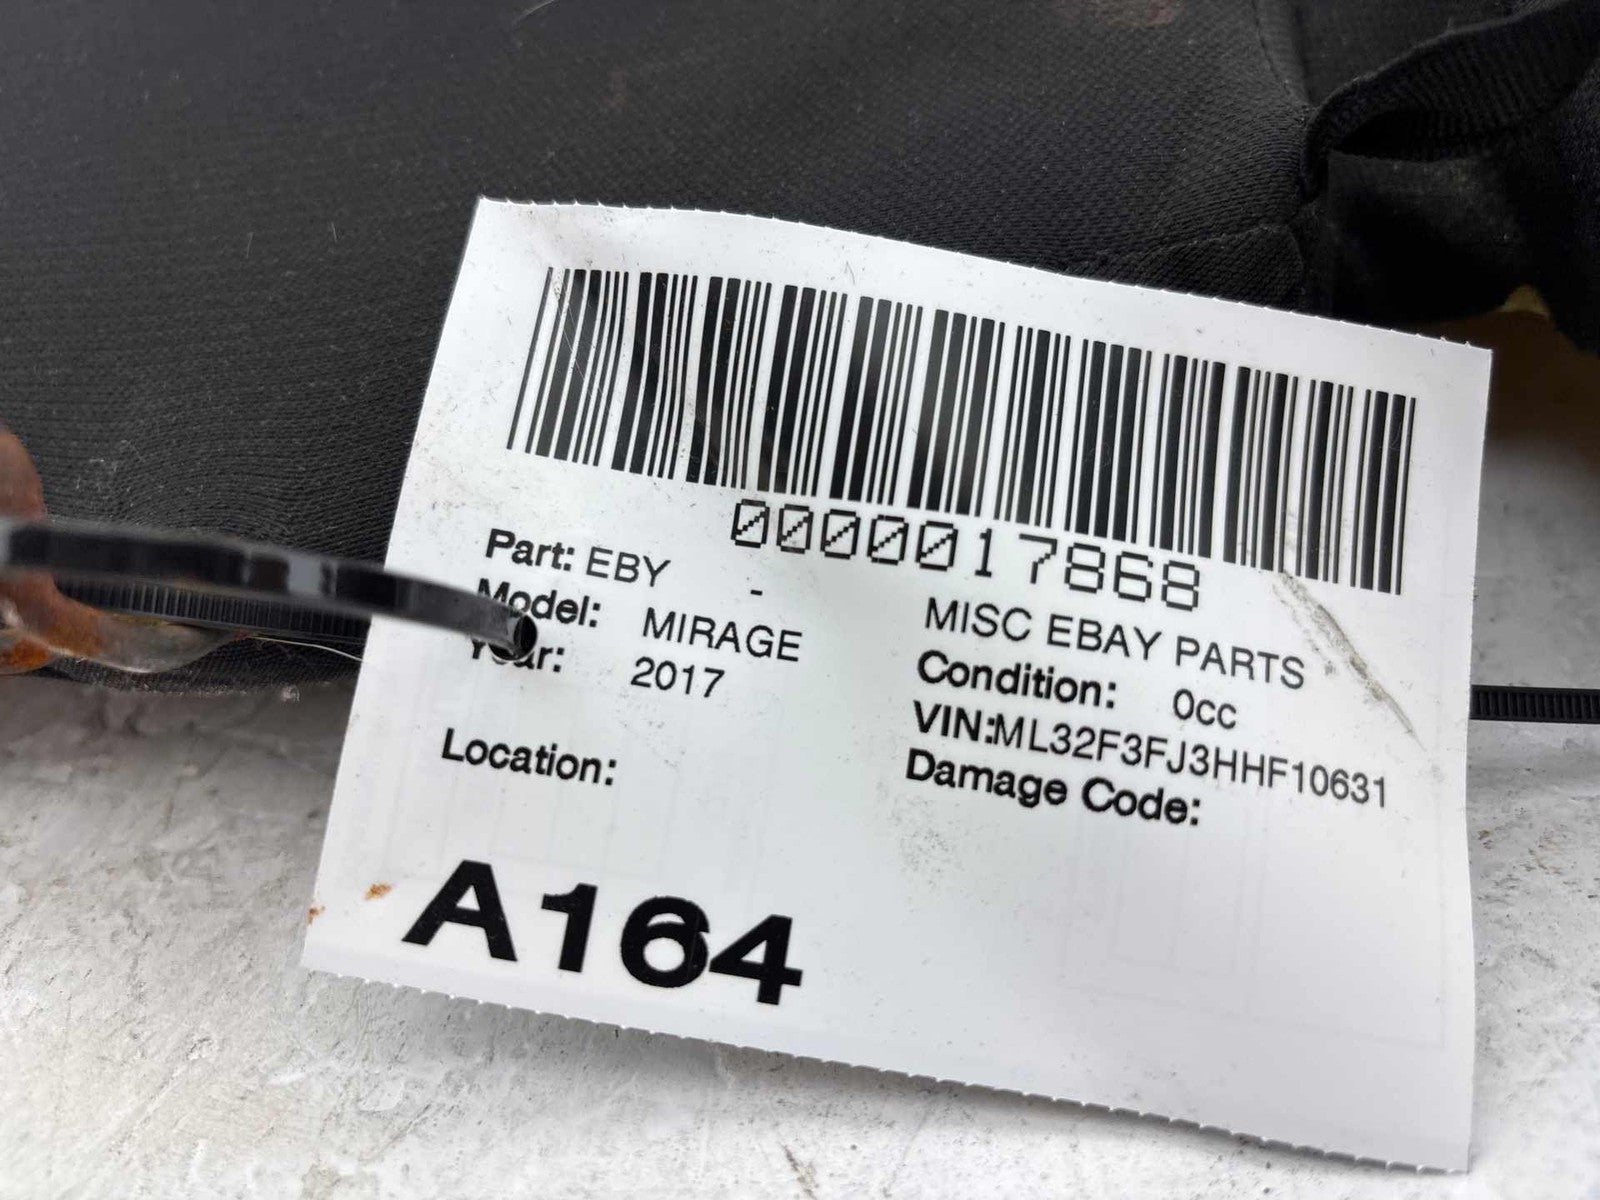 0000017868
Part: EBY -
MISC EBAY PARTS
Model: MIRAGE
Condition: 0cc
Year: 2017
VIN:ML32F3FJ3HHF10631
Damage Code:
Location:
A164